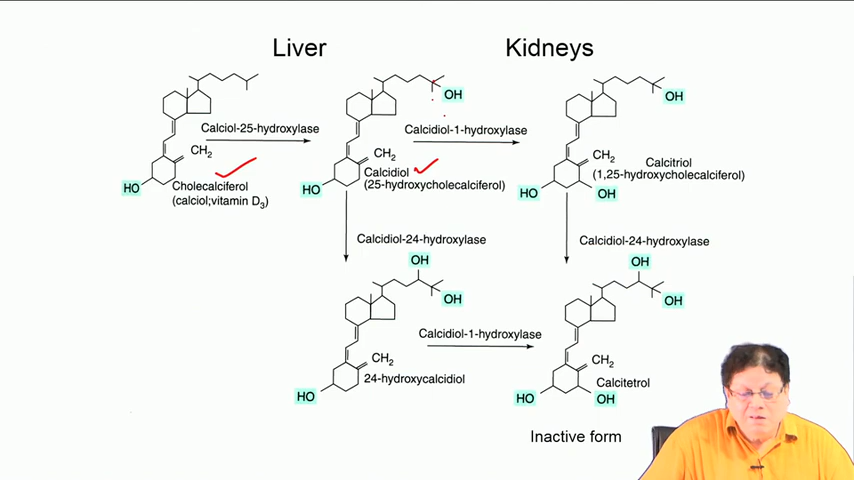 Liver
Kidneys
OH
OH
Calciol-25-hydroxylase
Calcidiol-1-hydroxylase
CH2
CH2
CH2
Calcidiol
Calcitriol
HO
Cholecalciferol
HO
(25-hydroxycholecalciferol)
(1,25-hydroxycholecalciferol)
(calciol;vitamin D3)
HO
OH
Calcidiol-24-hydroxylase
Calcidiol-24-hydroxylase
OH
OH
OH
OH
Calcidiol-1-hydroxylase
CH2
CH2
24-hydroxycalcidiol
Calcitetrol
HO
HO
OH
Inactive form